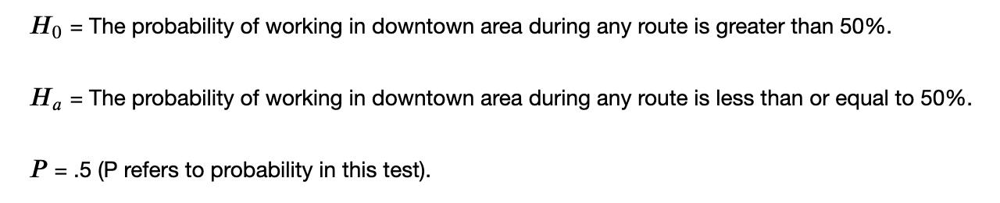 H₀ = The probability of working in downtown area during any route is greater than 50%.
Hₐ = The probability of working in downtown area during any route is less than or equal to 50%.
P = .5 (P refers to probability in this test).